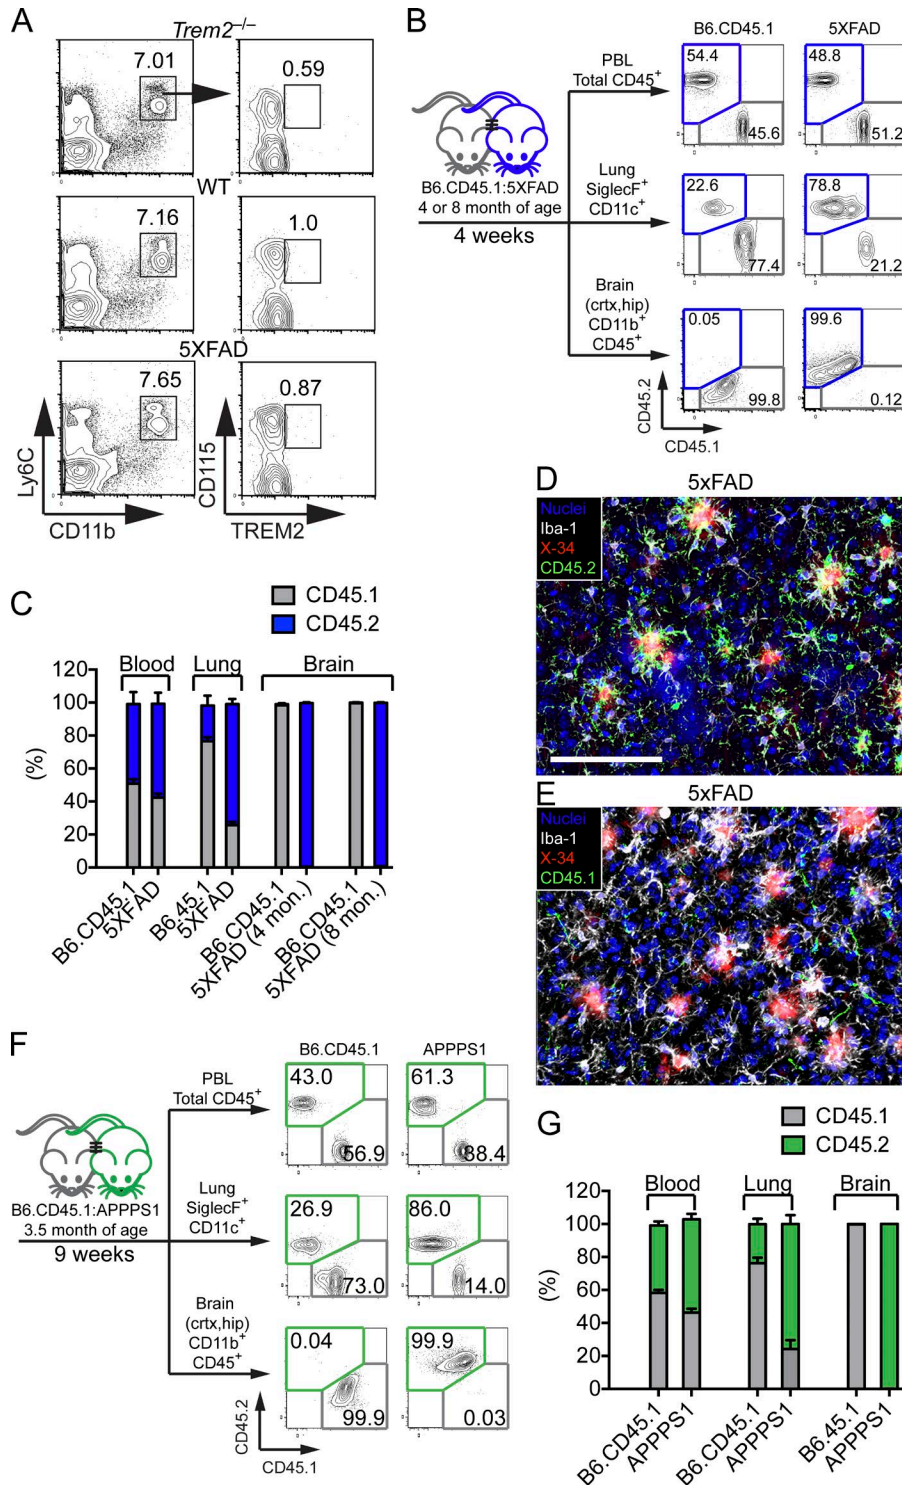 A
Trem2–/–
7.01
0.59
WT
7.16
1.0
5XFAD
7.65
0.87
Ly6C
CD115
CD11b
TREM2
B
B6.CD45.1
5XFAD
PBL
Total CD45+
54.4
45.6
48.8
51.2
B6.CD45.1:5XFAD
4 or 8 month of age
4 weeks
Lung
SiglecF+
CD11c+
22.6
77.4
78.8
21.2
Brain
(crtx,hip)
CD11b+
CD45+
0.05
99.8
99.6
0.12
CD45.2
CD45.1
C
CD45.1
CD45.2
Blood
Lung
Brain
120
100
80
60
40
20
0
(%)
B6.CD45.1
5XFAD
B6.45.1
5XFAD
B6.CD45.1
5XFAD (4 mon.)
B6.CD45.1
5XFAD (8 mon.)
D
5xFAD
Nuclei
Iba-1
X-34
CD45.2
E
5xFAD
Nuclei
Iba-1
X-34
CD45.1
F
B6.CD45.1
APPPS1
PBL
Total CD45+
43.0
56.9
61.3
38.4
B6.CD45.1:APPPS1
3.5 month of age
9 weeks
Lung
SiglecF+
CD11c+
26.9
73.0
86.0
14.0
Brain
(crtx,hip)
CD11b+
CD45+
0.04
99.9
99.9
0.03
CD45.2
CD45.1
G
CD45.1
CD45.2
Blood
Lung
Brain
120
100
80
60
40
20
0
(%)
B6.CD45.1
APPPS1
B6.CD45.1
APPPS1
B6.45.1
APPPS1